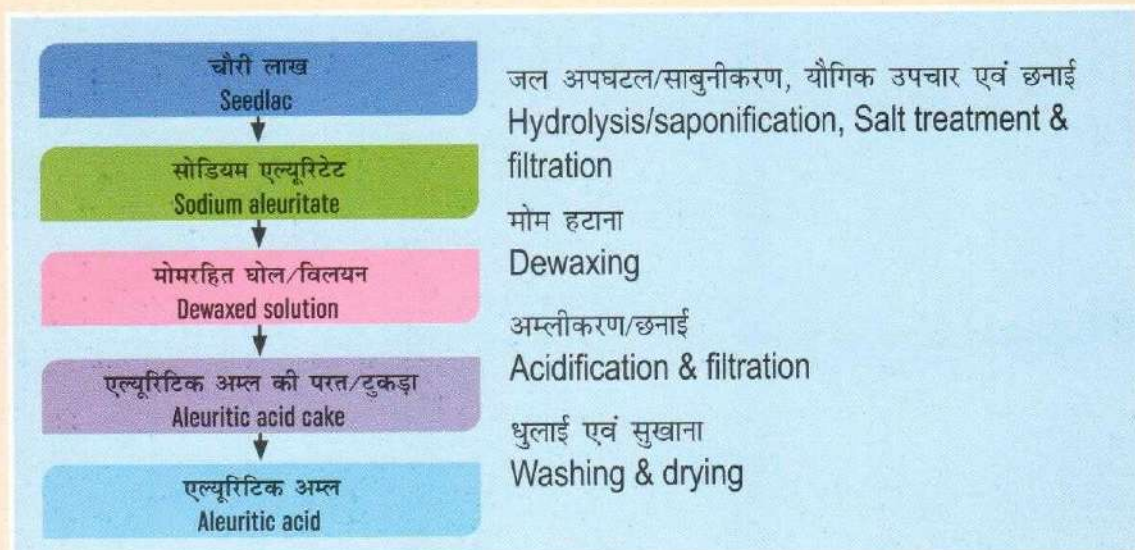 चौरी लाख
Seedlac
जल अपघटल/साबुनीकरण, यौगिक उपचार एवं छनाई
Hydrolysis/saponification, Salt treatment &
filtration
सोडियम एल्यूरिटेट
Sodium aleuritate
मोम हटाना
Dewaxing
मोमरहित घोल/विलयन
Dewaxed solution
अम्लीकरण/छनाई
Acidification & filtration
एल्यूरिटिक अम्ल की परत/टुकड़ा
Aleuritic acid cake
धुलाई एवं सुखाना
Washing & drying
एल्यूरिटिक अम्ल
Aleuritic acid